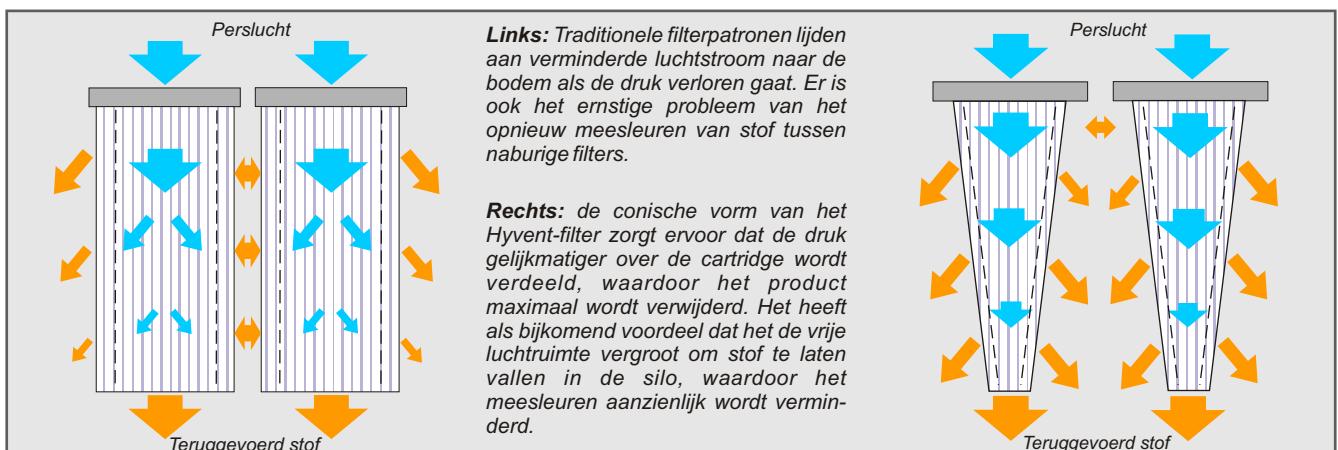 Perslucht
Links: Traditionele filterpatronen lijden
aan verminderde luchtstroom naar de
bodem als de druk verloren gaat. Er is
ook het ernstige probleem van het
opnieuw meesleuren van stof tussen
naburige filters.
Rechts: de conische vorm van het
Hyvent-filter zorgt ervoor dat de druk
gelijkmatiger over de cartridge wordt
verdeeld, waardoor het product
maximaal wordt verwijderd. Het heeft
als bijkomend voordeel dat het de vrije
luchtruimte vergroot om stof te laten
vallen in de silo, waardoor het
meesleuren aanzienlijk wordt vermin-
derd.
Perslucht
Teruggevoerd stof
Teruggevoerd stof